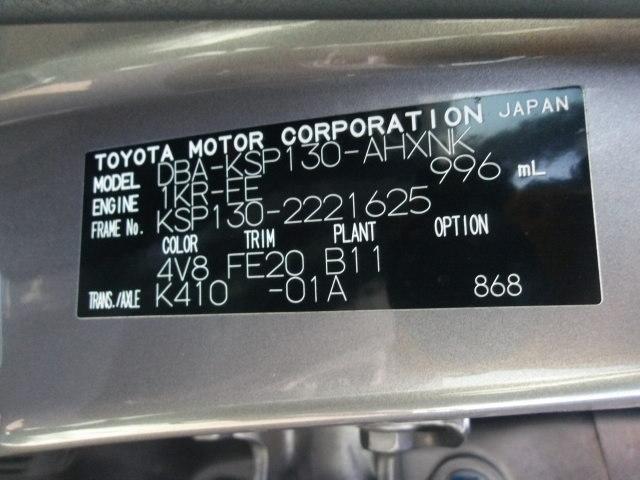 TOYOTA MOTOR CORPORATION JAPAN
MODEL DBA-KSP130-AHXNK
ENGINE 1KR-FE 996 mL
FRAME No. KSP130-2221625
COLOR TRIM PLANT OPTION
4V8 FE20 B11
TRANS./AXLE K410 -01A 868